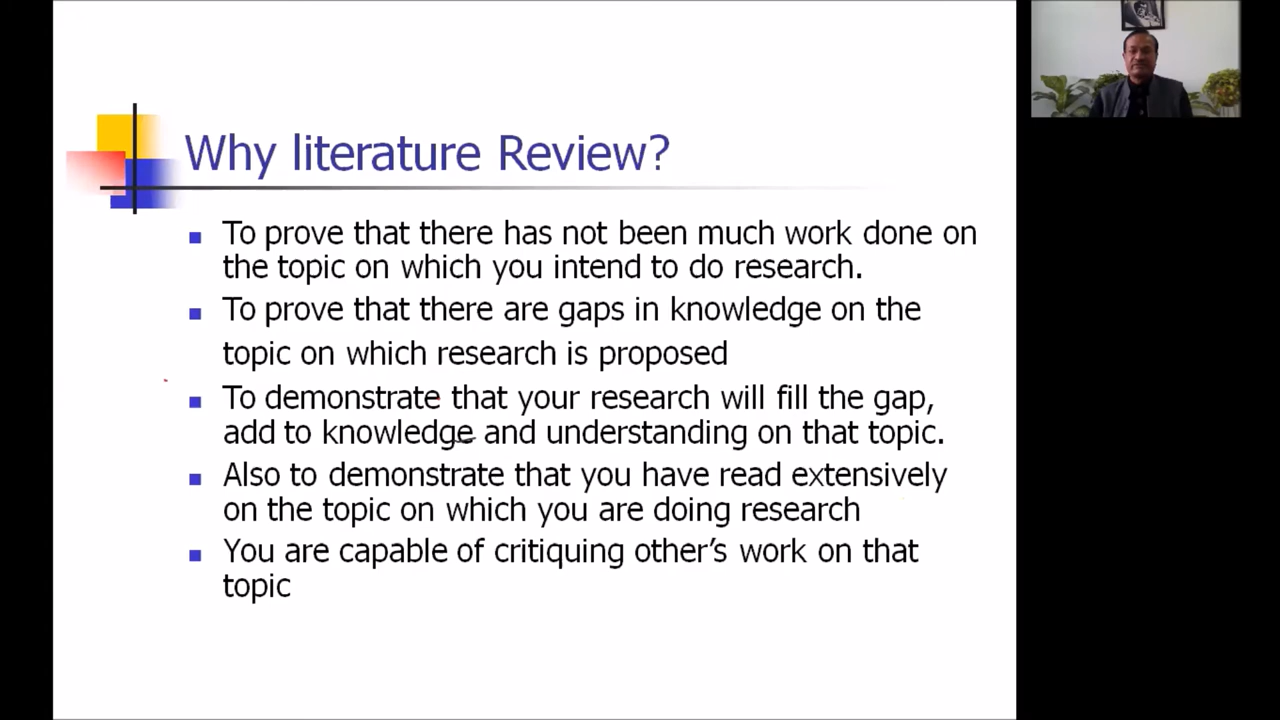 Why literature Review?
To prove that there has not been much work done on
the topic on which you intend to do research.
To prove that there are gaps in knowledge on the
topic on which research is proposed
To demonstrate that your research will fill the gap,
add to knowledge and understanding on that topic.
Also to demonstrate that you have read extensively
on the topic on which you are doing research
You are capable of critiquing other’s work on that
topic